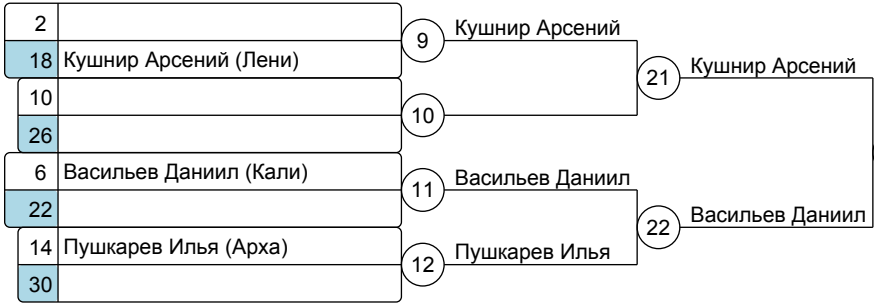 2
9
Кушнир Арсений
18 Кушнир Арсений (Лени)
21
Кушнир Арсений
10
10
26
6 Васильев Даниил (Кали)
11
Васильев Даниил
22
22
Васильев Даниил
14 Пушкарев Илья (Арха)
12
Пушкарев Илья
30